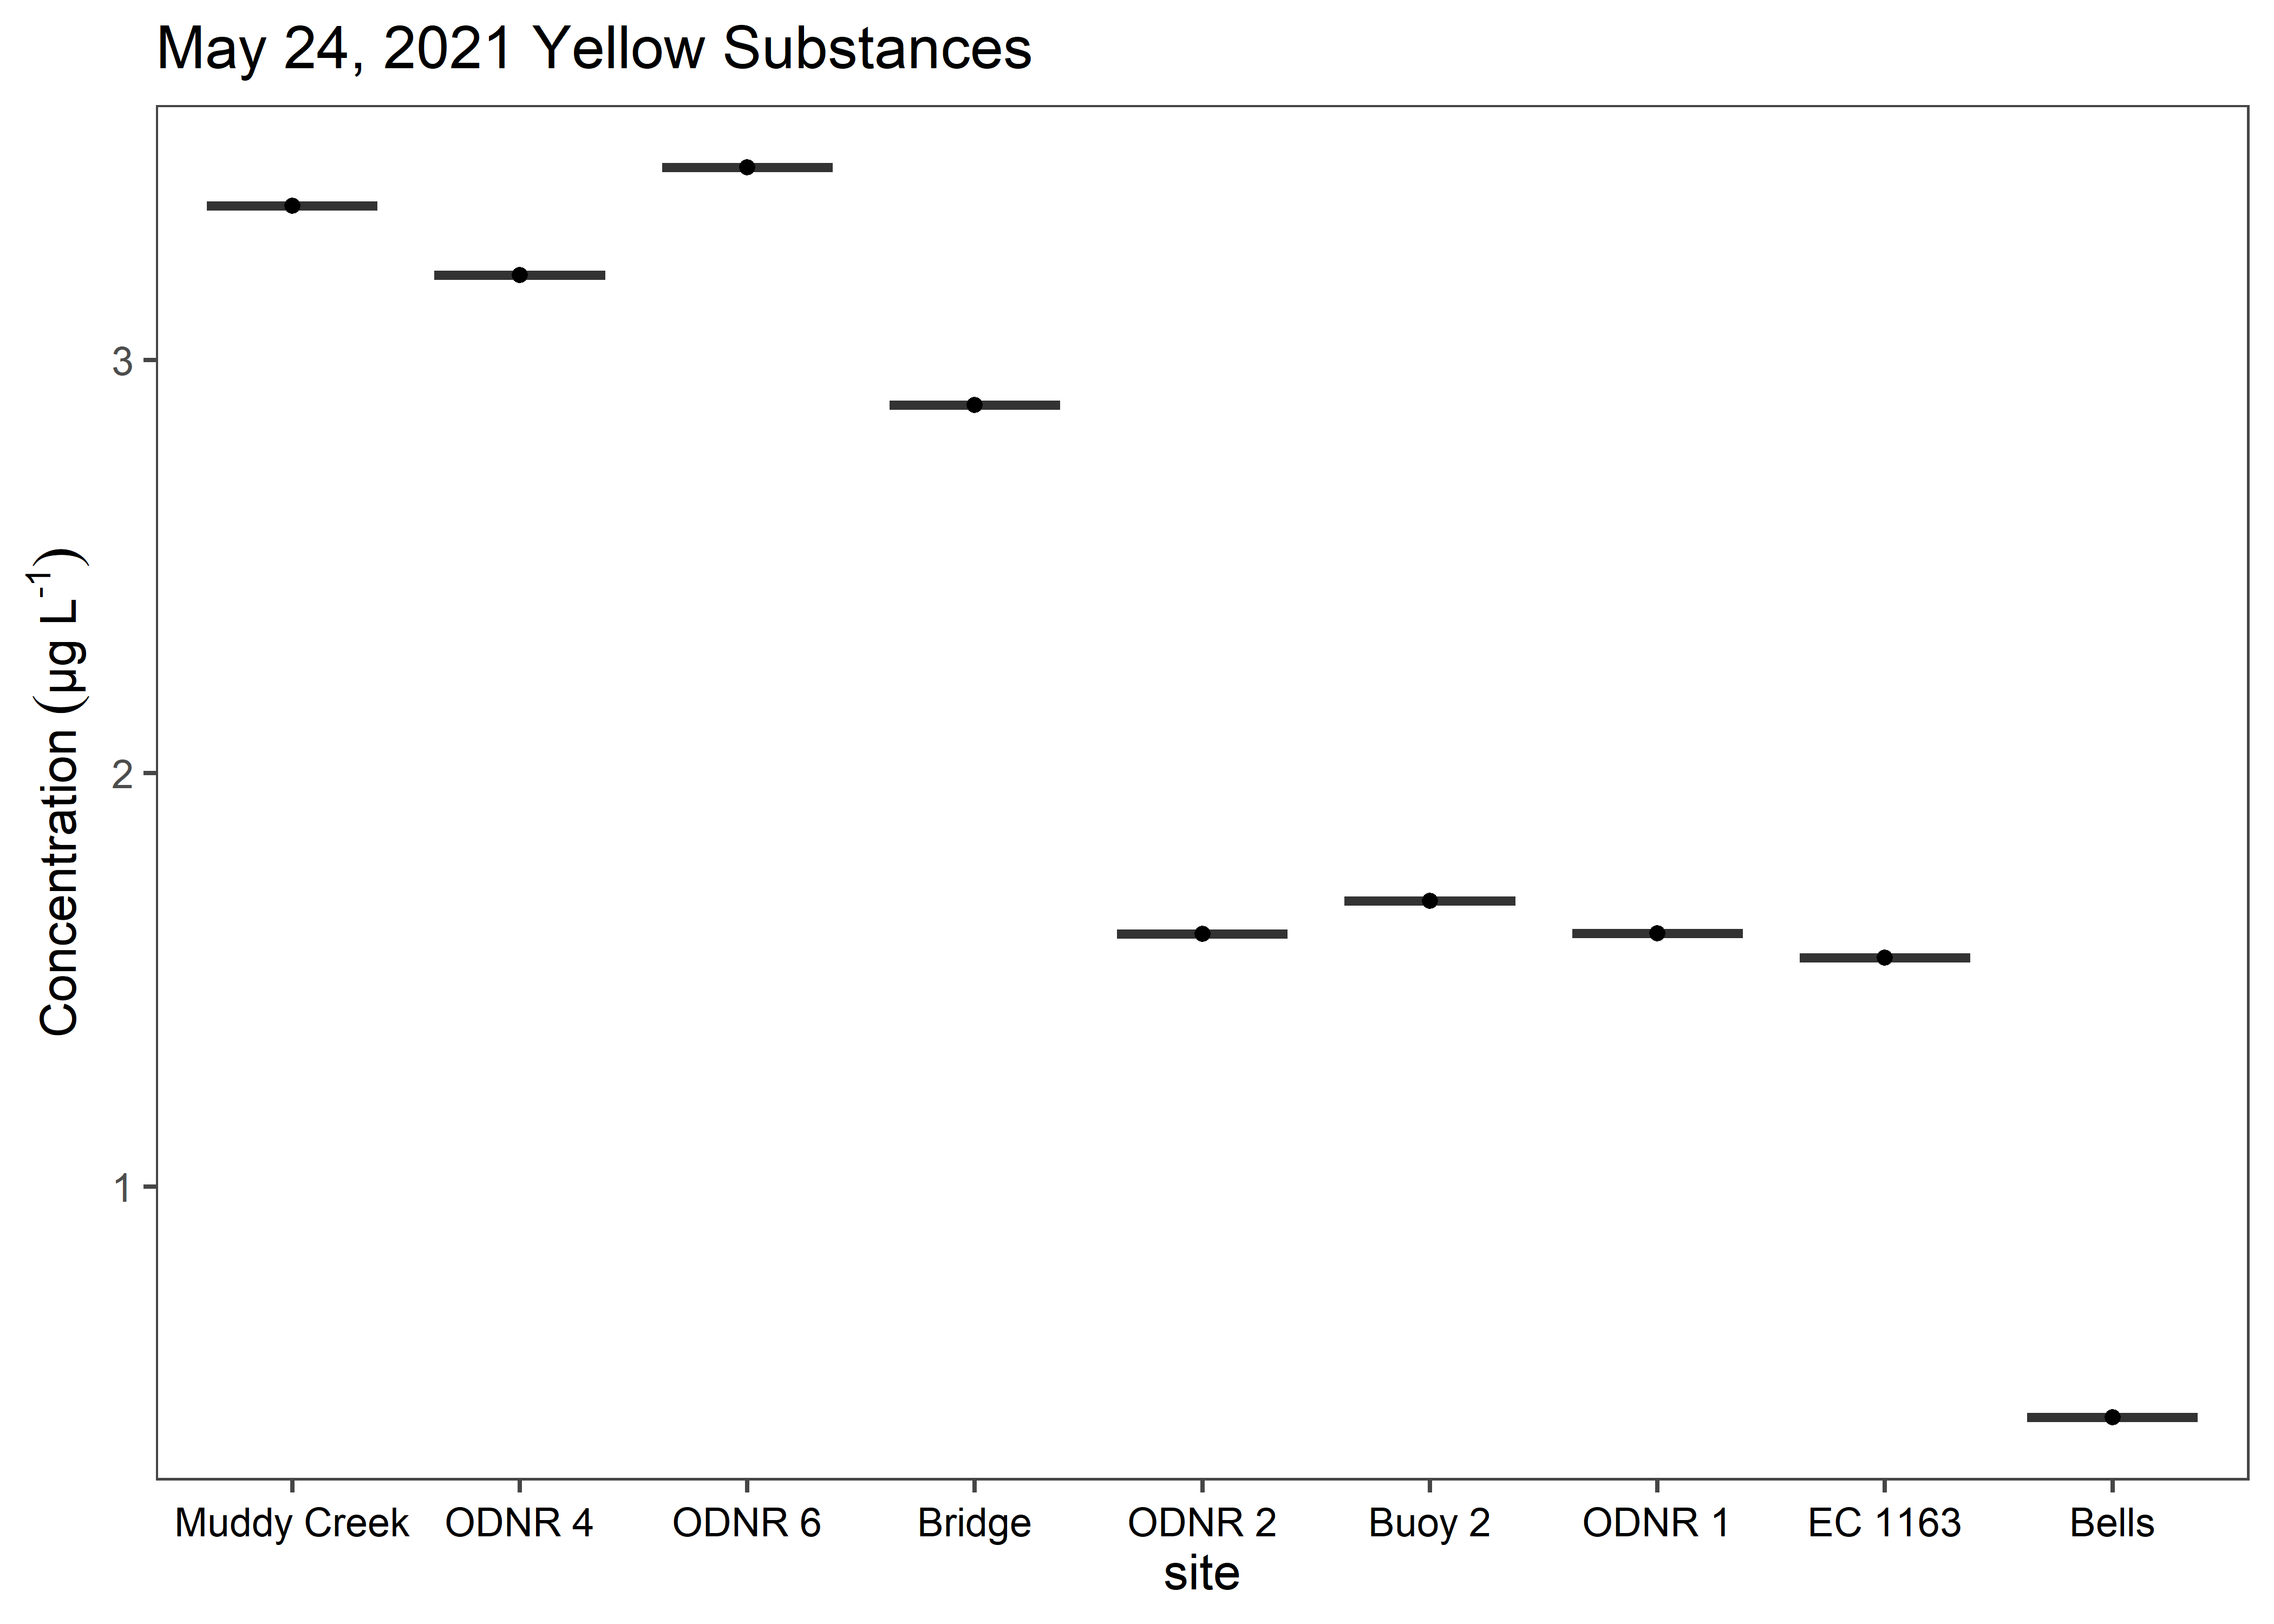 May 24, 2021 Yellow Substances
Concentration (µg L⁻¹)
3
2
1
Muddy Creek ODNR 4 ODNR 6 Bridge ODNR 2 Buoy 2 ODNR 1 EC 1163 Bells
site